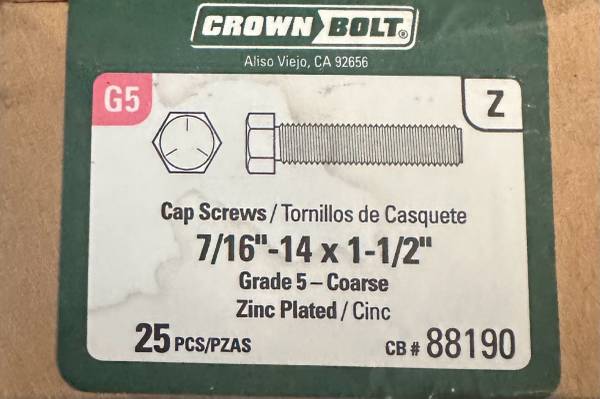 CROWN BOLT®
Aliso Viejo, CA 92656
G5
Z
Cap Screws / Tornillos de Casquete
7/16"-14 x 1-1/2"
Grade 5 – Coarse
Zinc Plated / Cinc
25 PCS/PZAS
CB # 88190